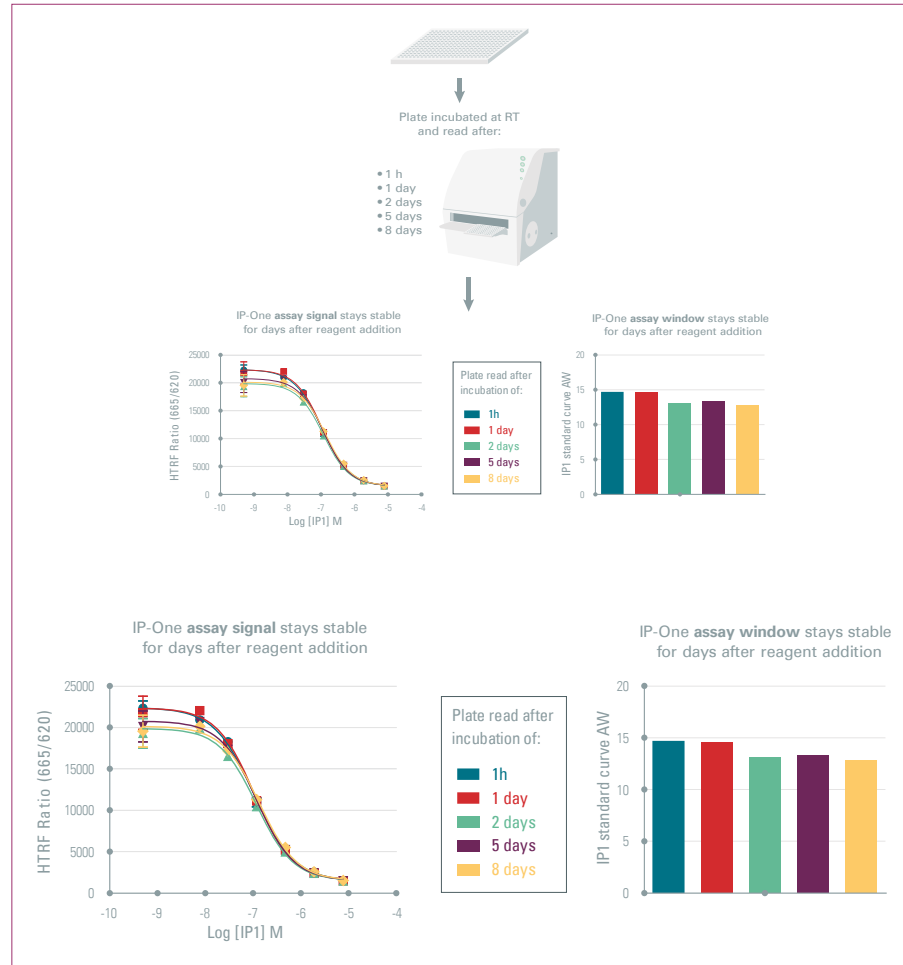 Plate incubated at RT
and read after:
• 1 h
• 1 day
• 2 days
• 5 days
• 8 days
IP-One assay signal stays stable
for days after reagent addition
HTRF Ratio (665/620)
25000
20000
15000
10000
5000
0
-10 -9 -8 -7 -6 -5 -4
Log [IP1] M
Plate read after
incubation of:
1h
1 day
2 days
5 days
8 days
IP-One assay window stays stable
for days after reagent addition
IP1 standard curve AW
20
15
10
5
0
IP-One assay signal stays stable
for days after reagent addition
HTRF Ratio (665/620)
25000
20000
15000
10000
5000
0
-10 -9 -8 -7 -6 -5 -4
Log [IP1] M
Plate read after
incubation of:
1h
1 day
2 days
5 days
8 days
IP-One assay window stays stable
for days after reagent addition
IP1 standard curve AW
20
15
10
5
0